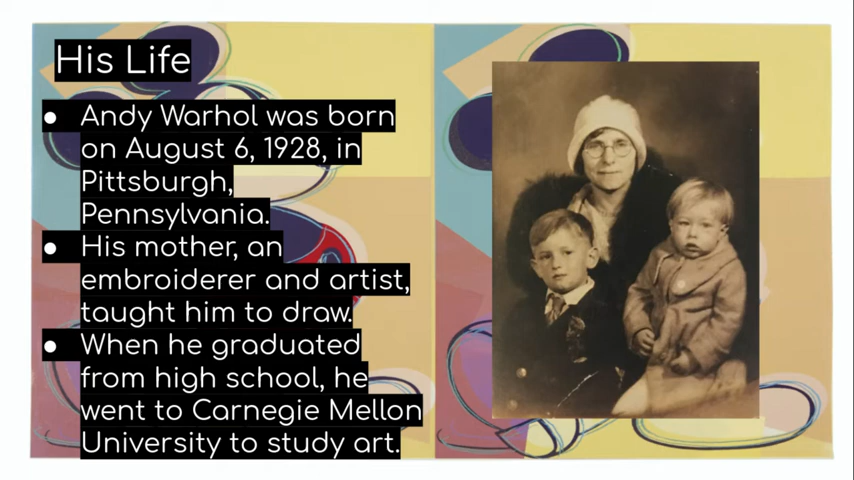 His Life
● Andy Warhol was born
on August 6, 1928, in
Pittsburgh,
Pennsylvania.
● His mother, an
embroiderer and artist,
taught him to draw.
● When he graduated
from high school, he
went to Carnegie Mellon
University to study art.